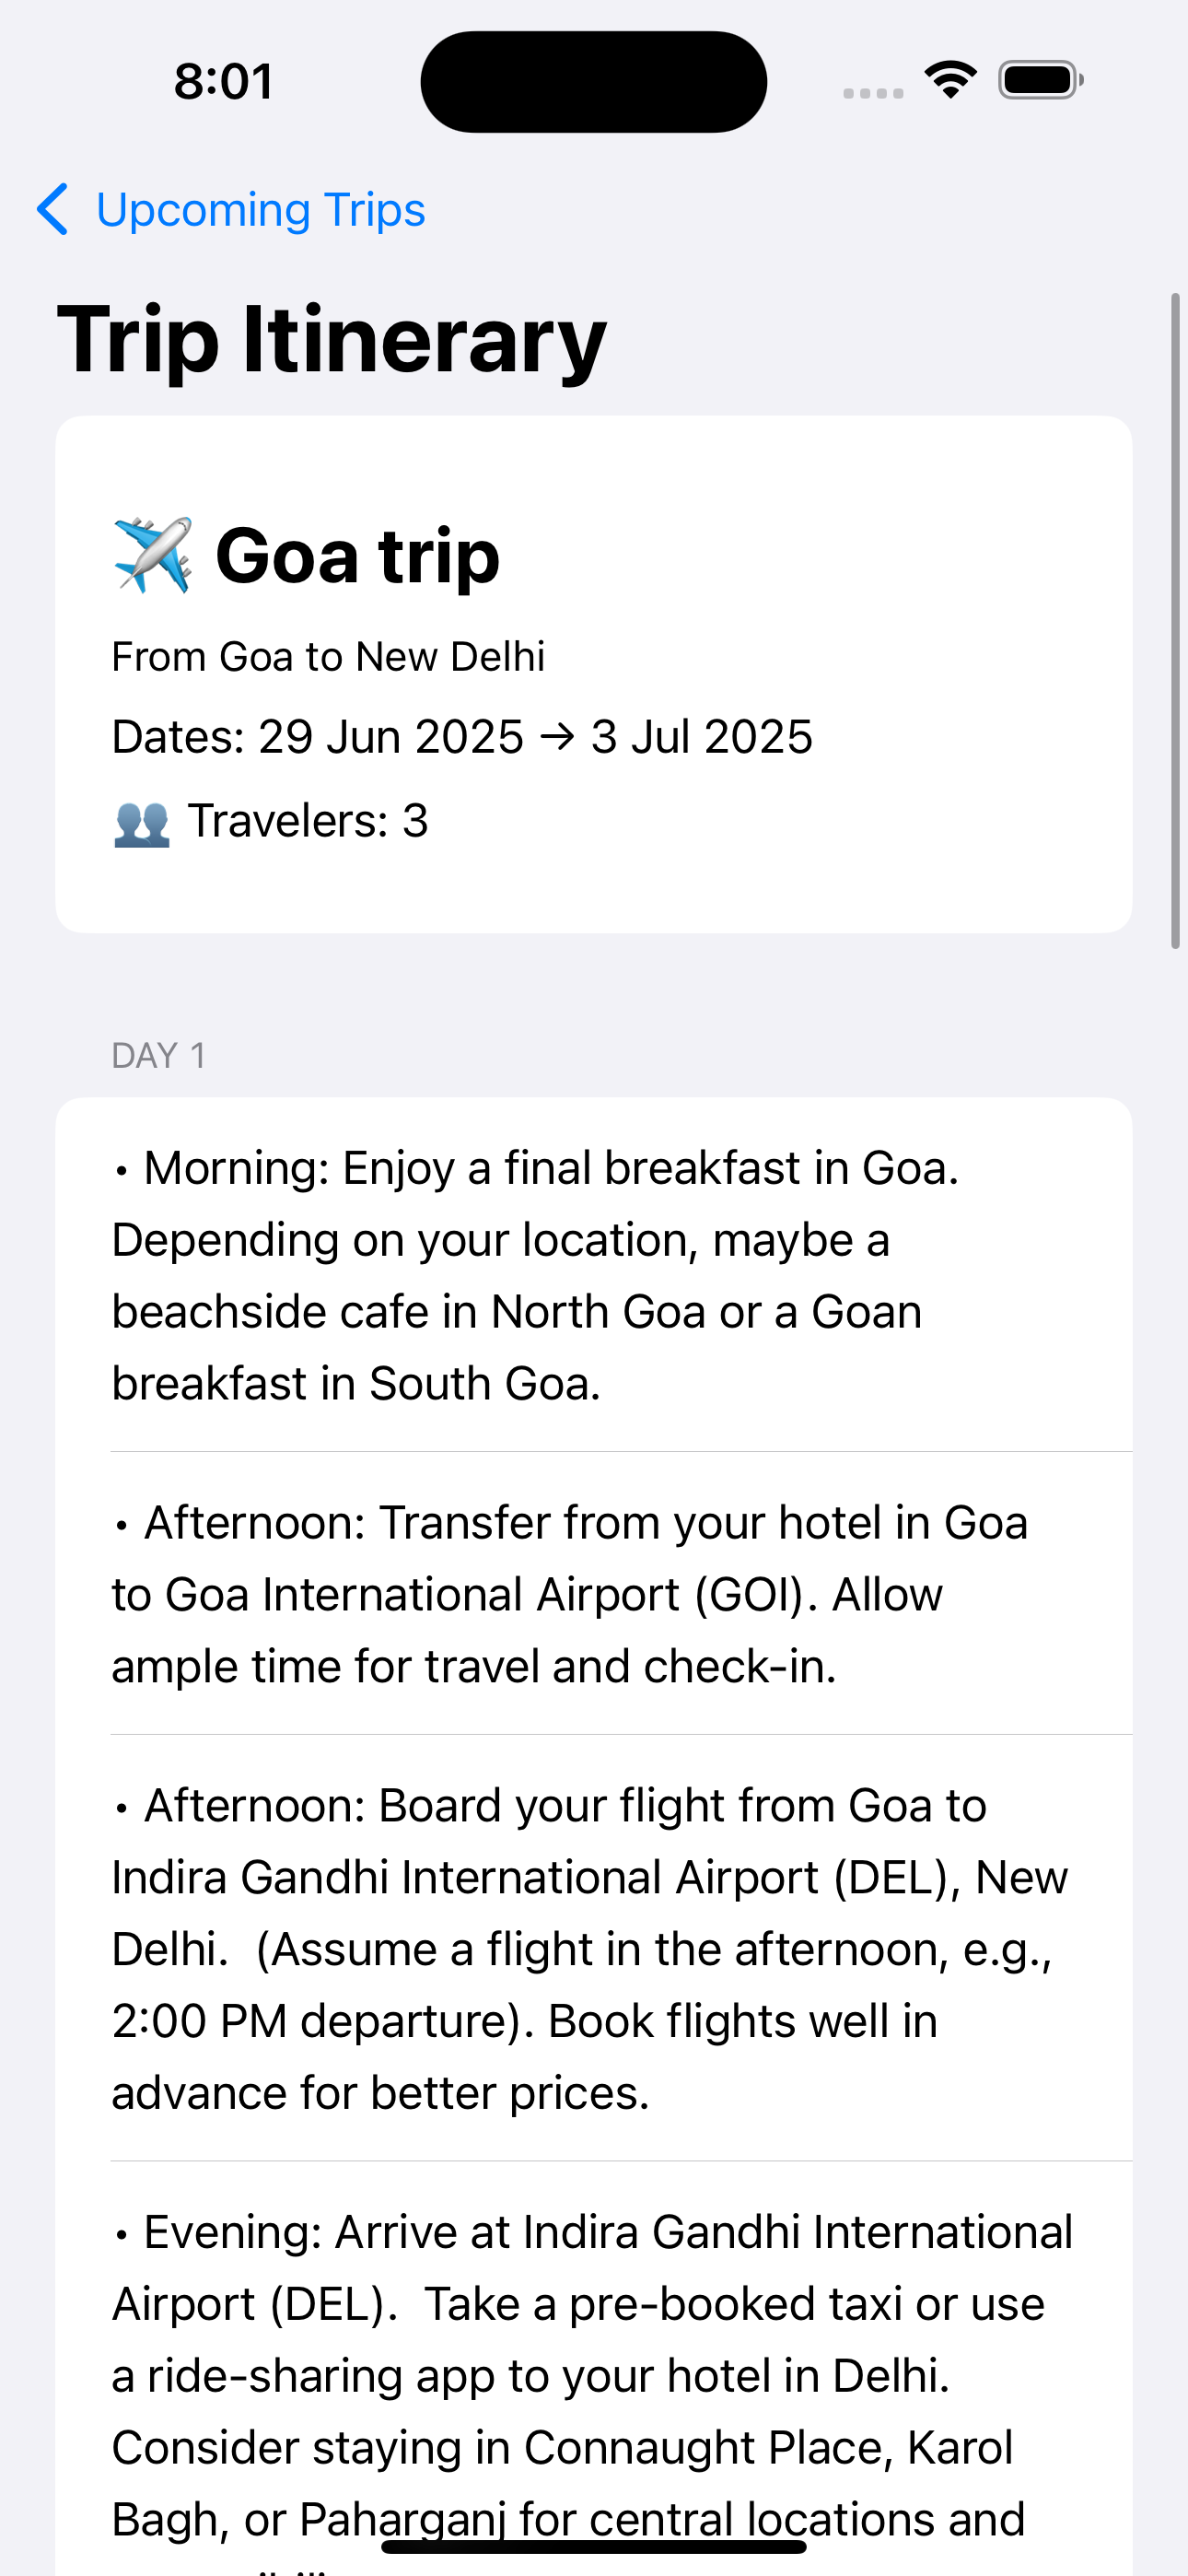 8:01
Upcoming Trips
Trip Itinerary
✈️ Goa trip
From Goa to New Delhi
Dates: 29 Jun 2025 → 3 Jul 2025
👥 Travelers: 3
DAY 1
• Morning: Enjoy a final breakfast in Goa.
Depending on your location, maybe a
beachside cafe in North Goa or a Goan
breakfast in South Goa.
• Afternoon: Transfer from your hotel in Goa
to Goa International Airport (GOI). Allow
ample time for travel and check-in.
• Afternoon: Board your flight from Goa to
Indira Gandhi International Airport (DEL), New
Delhi.  (Assume a flight in the afternoon, e.g.,
2:00 PM departure). Book flights well in
advance for better prices.
• Evening: Arrive at Indira Gandhi International
Airport (DEL).  Take a pre-booked taxi or use
a ride-sharing app to your hotel in Delhi.
Consider staying in Connaught Place, Karol
Bagh, or Paharganj for central locations and